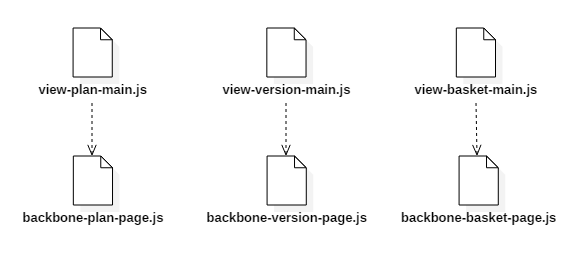 view-plan-main.js
view-version-main.js
view-basket-main.js
backbone-plan-page.js
backbone-version-page.js
backbone-basket-page.js